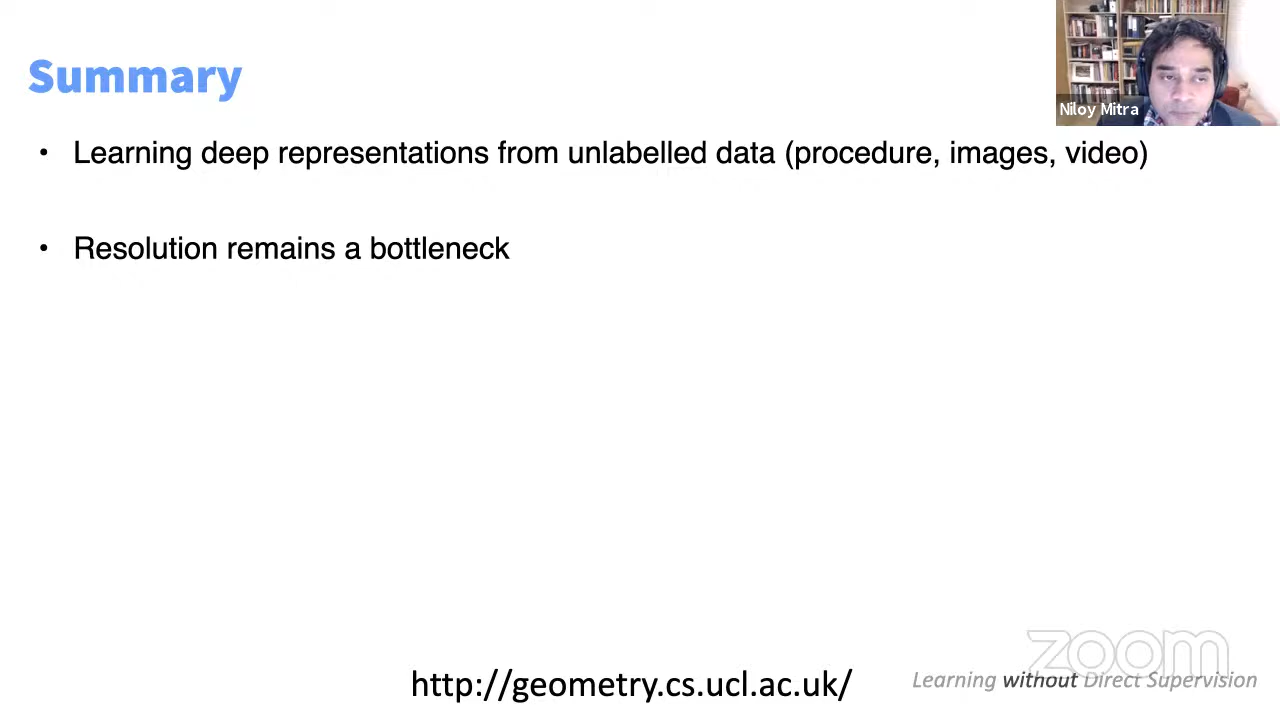 Summary
Niloy Mitra
• Learning deep representations from unlabelled data (procedure, images, video)
• Resolution remains a bottleneck
zoom
http://geometry.cs.ucl.ac.uk/
Learning without Direct Supervision